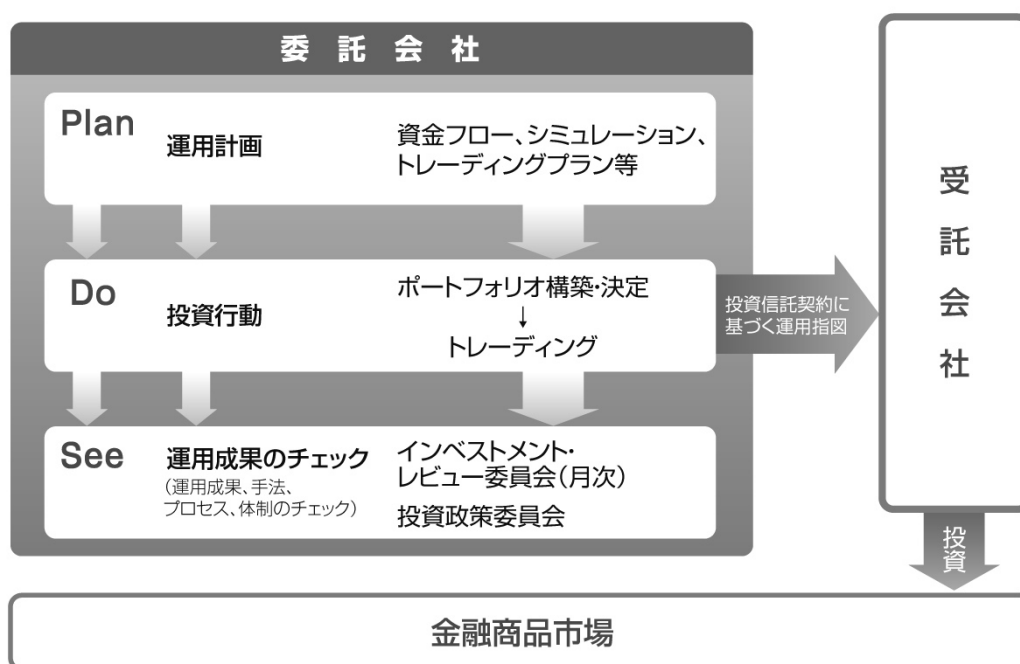 委託会社
Plan
運用計画
資金フロー、シミュレーション、
トレーディングプラン等
Do
投資行動
ポートフォリオ構築・決定
↓
トレーディング
投資信託契約に
基づく運用指図
See
運用成果のチェック
(運用成果、手法、
プロセス、体制のチェック)
インベストメント・
レビュー委員会(月次)
投資政策委員会
受託会社
投資
金融商品市場